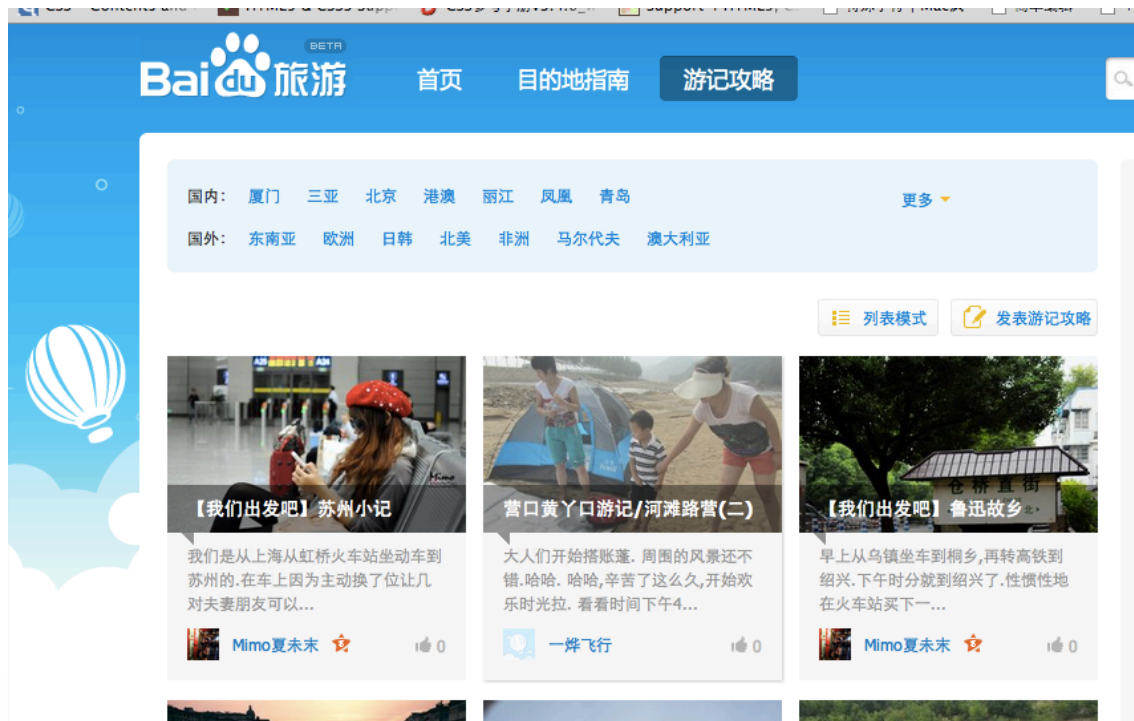 BETA
Baidu旅游
首页 目的地指南 游记攻略
国内： 厦门 三亚 北京 港澳 丽江 凤凰 青岛 更多
国外： 东南亚 欧洲 日韩 北美 非洲 马尔代夫 澳大利亚
列表模式 发表游记攻略
A25 A24
Mimo
仓桥直街
北
【我们出发吧】苏州小记
我们是从上海从虹桥火车站坐动车到
苏州的.在车上因为主动换了位让几
对夫妻朋友可以...
Mimo夏未末 0
营口黄丫口游记/河滩路营(二)
大人们开始搭账蓬. 周围的风景还不
错.哈哈. 哈哈,辛苦了这么久,开始欢
乐时光拉. 看看时间下午4...
一烨飞行 0
【我们出发吧】鲁迅故乡
早上从乌镇坐车到桐乡,再转高铁到
绍兴.下午时分就到绍兴了.性惯性地
在火车站买下一...
Mimo夏未末 0